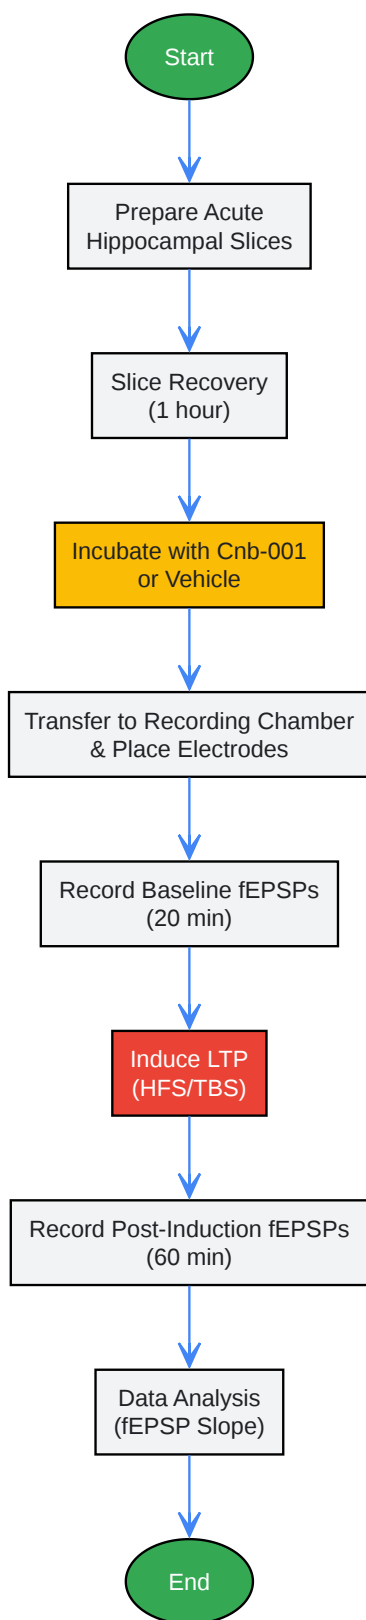 Start
Prepare Acute
Hippocampal Slices
Slice Recovery
(1 hour)
Incubate with Cnb-001
or Vehicle
Transfer to Recording Chamber
& Place Electrodes
Record Baseline fEPSPs
(20 min)
Induce LTP
(HFS/TBS)
Record Post-Induction fEPSPs
(60 min)
Data Analysis
(fEPSP Slope)
End